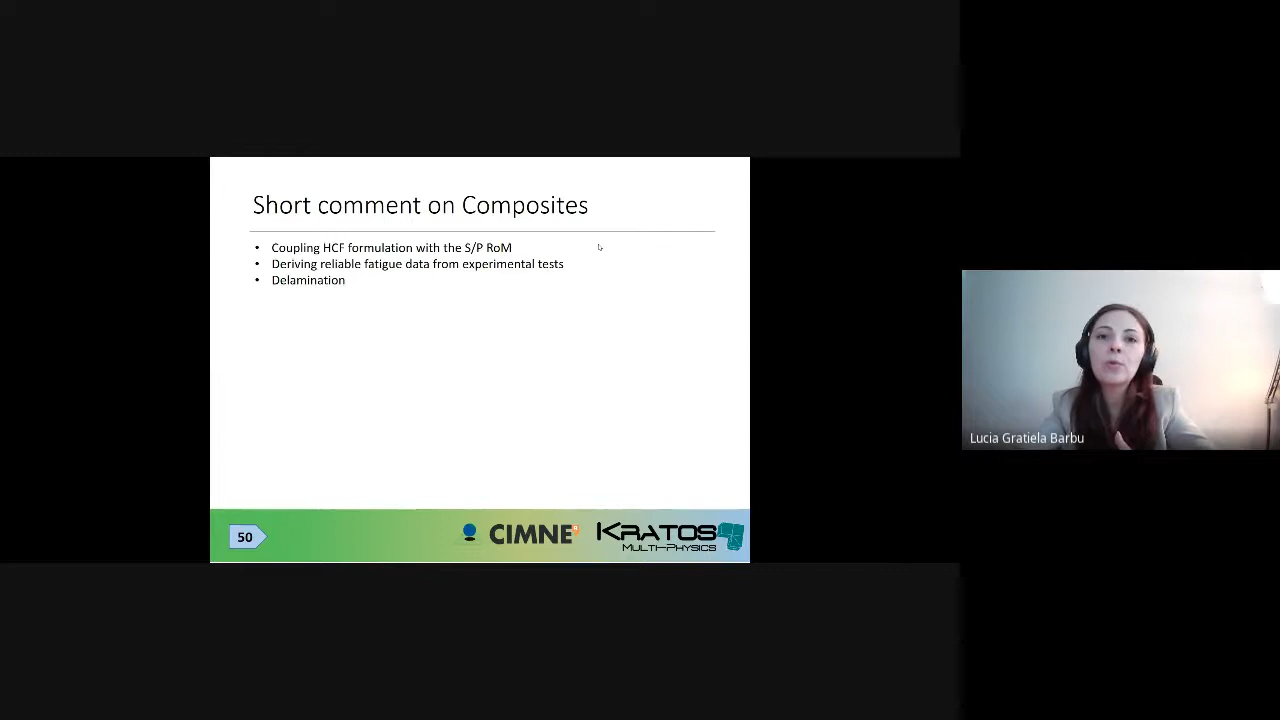 Short comment on Composites
• Coupling HCF formulation with the S/P RoM
• Deriving reliable fatigue data from experimental tests
• Delamination
Lucia Gratiela Barbu
50
CIMNE
KRATOS
MULTI-PHYSICS